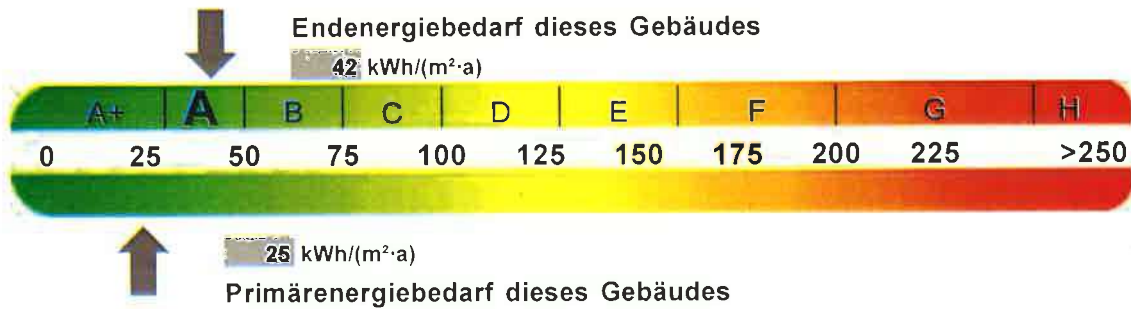 Endenergiebedarf dieses Gebäudes
42 kWh/(m²·a)
A+ A B C D E F G H
0 25 50 75 100 125 150 175 200 225 >250
25 kWh/(m²·a)
Primärenergiebedarf dieses Gebäudes